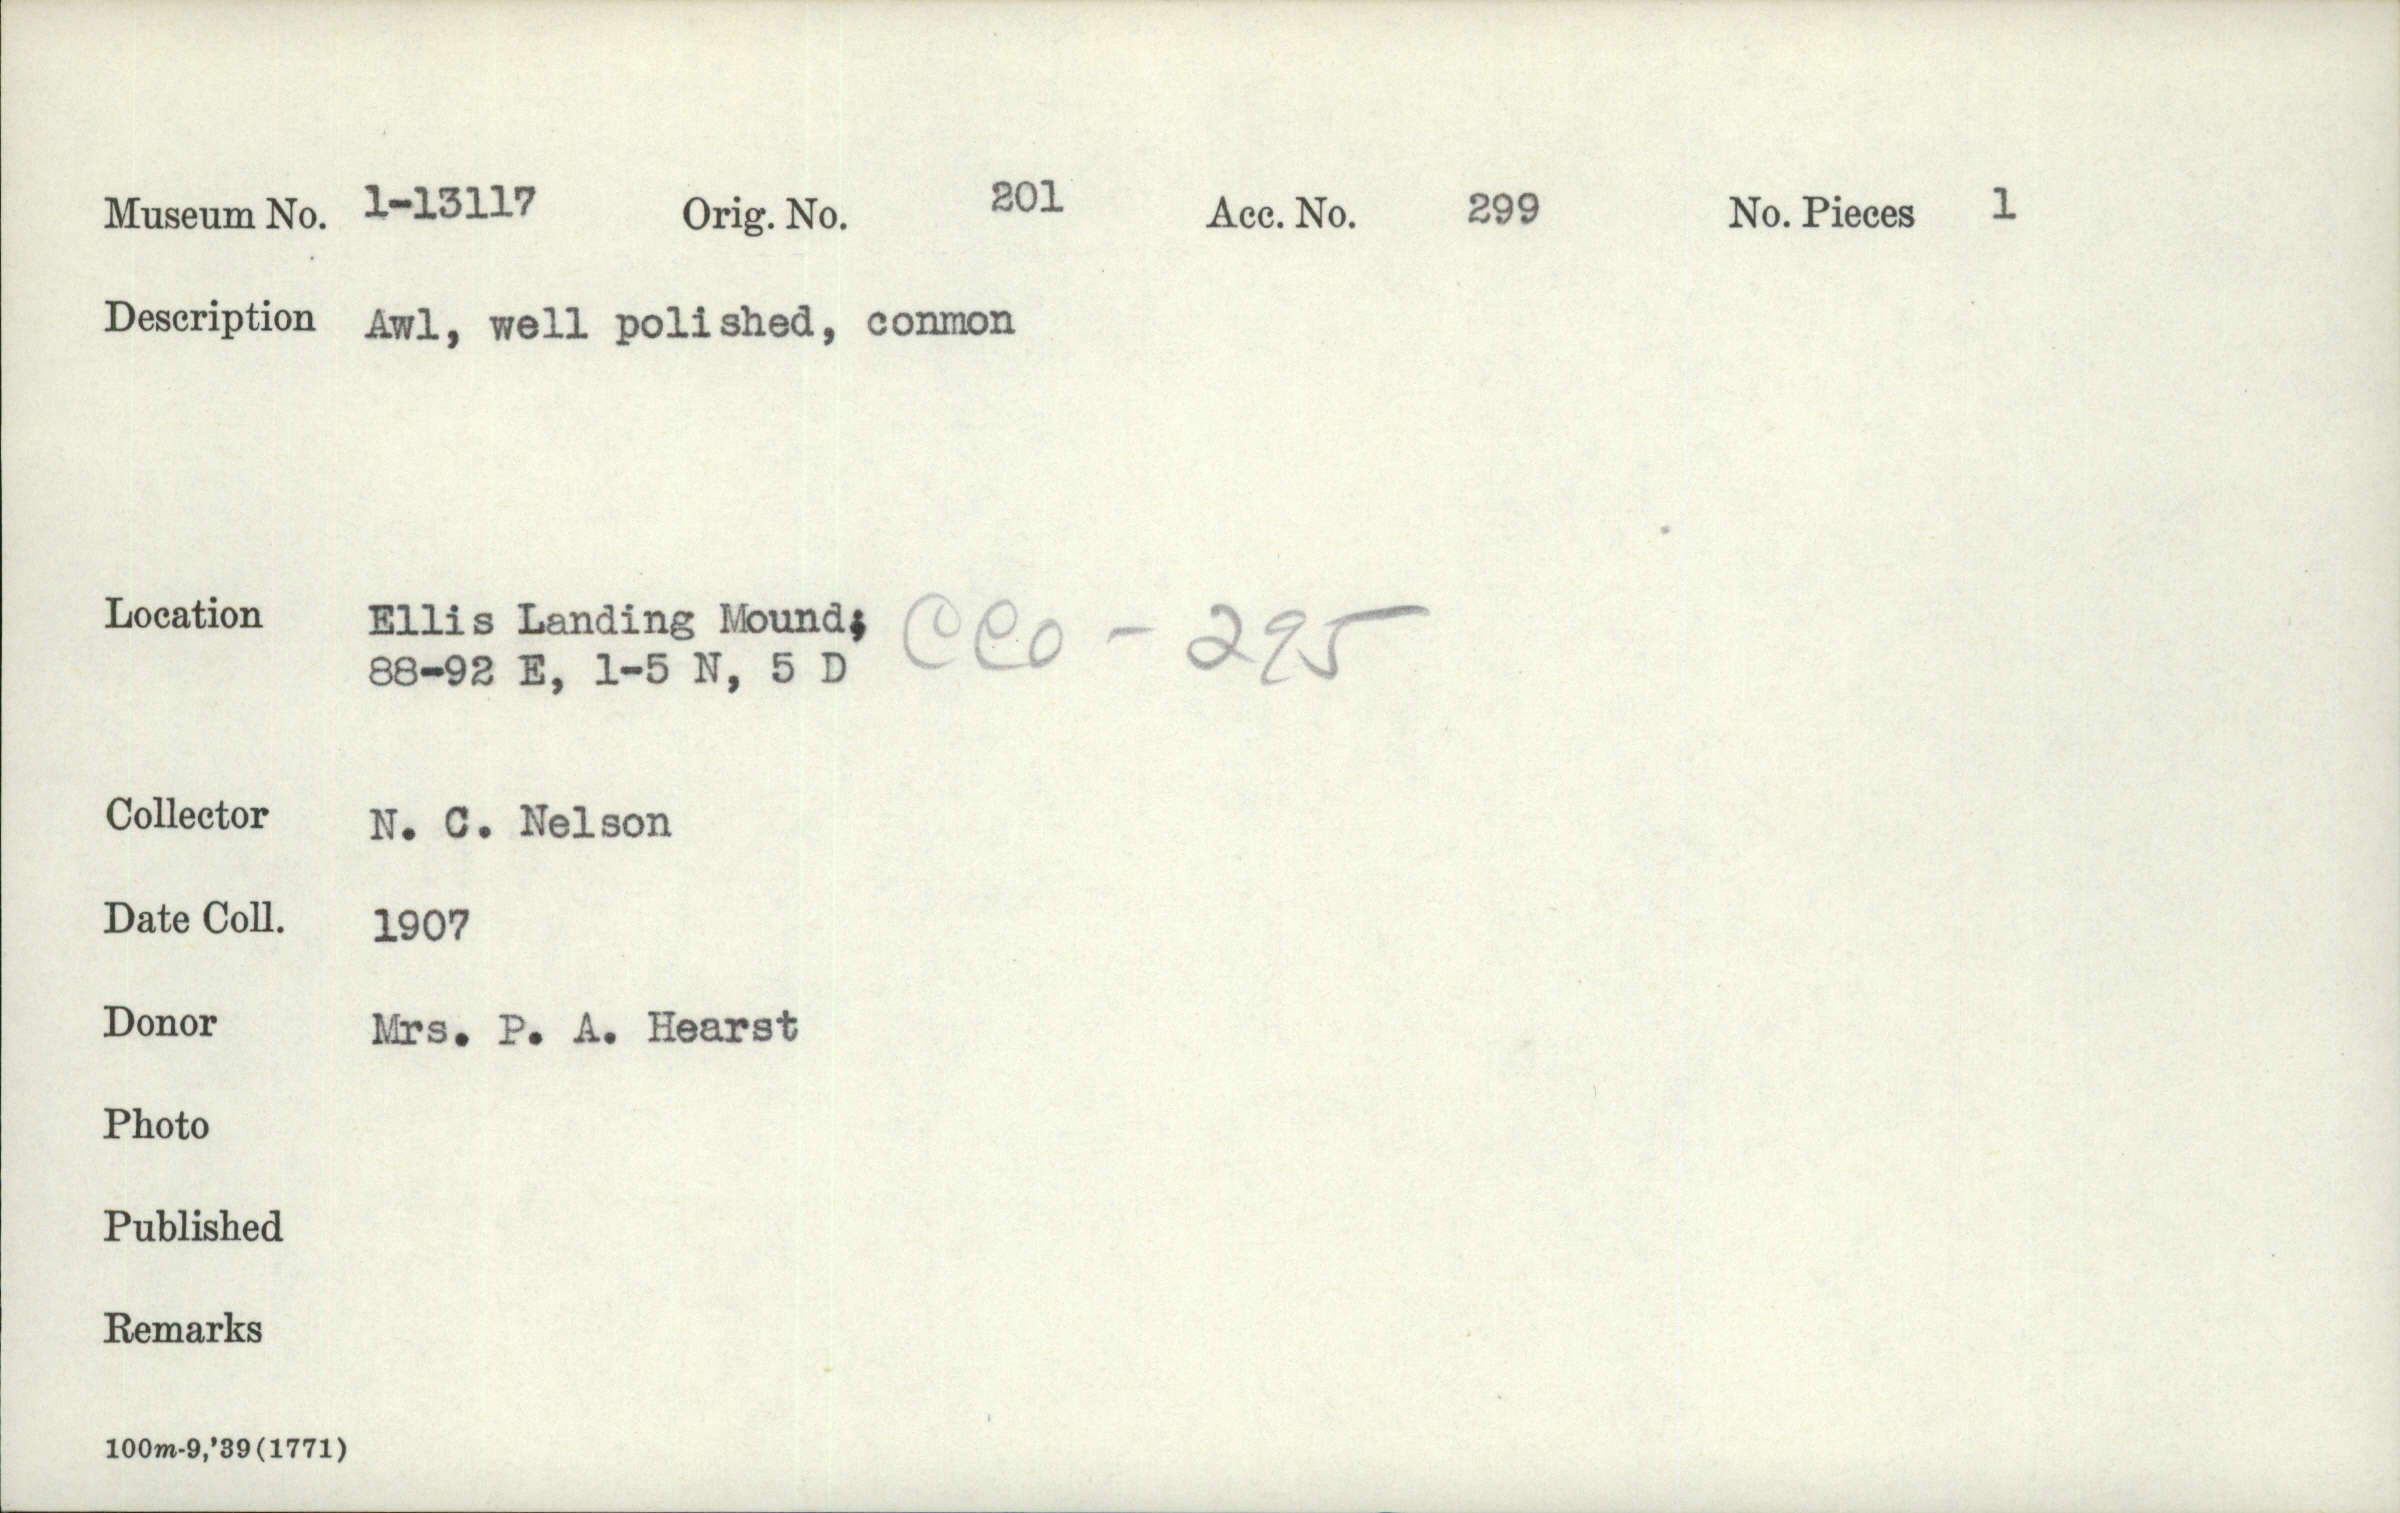 Museum No. 1-13117 Orig. No. 201 Acc. No. 299 No. Pieces 1
Description Awl, well polished, conmon
Location Ellis Landing Mound; CCo - 295
88-92 E, 1-5 N, 5 D
Collector N. C. Nelson
Date Coll. 1907
Donor Mrs. P. A. Hearst
Photo
Published
Remarks
100m-9,'39(1771)